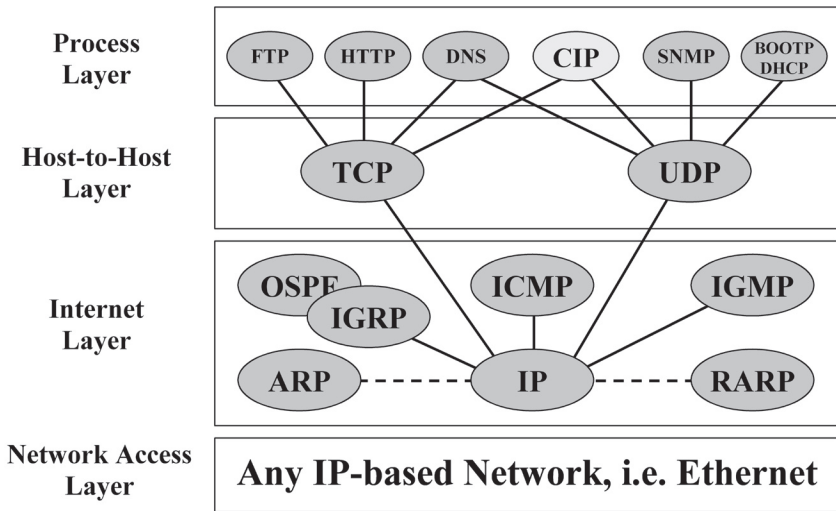 Process
Layer
FTP
HTTP
DNS
CIP
SNMP
BOOTP
DHCP
Host-to-Host
Layer
TCP
UDP
Internet
Layer
OSPF
IGRP
ICMP
IGMP
ARP
IP
RARP
Network Access
Layer
Any IP-based Network, i.e. Ethernet